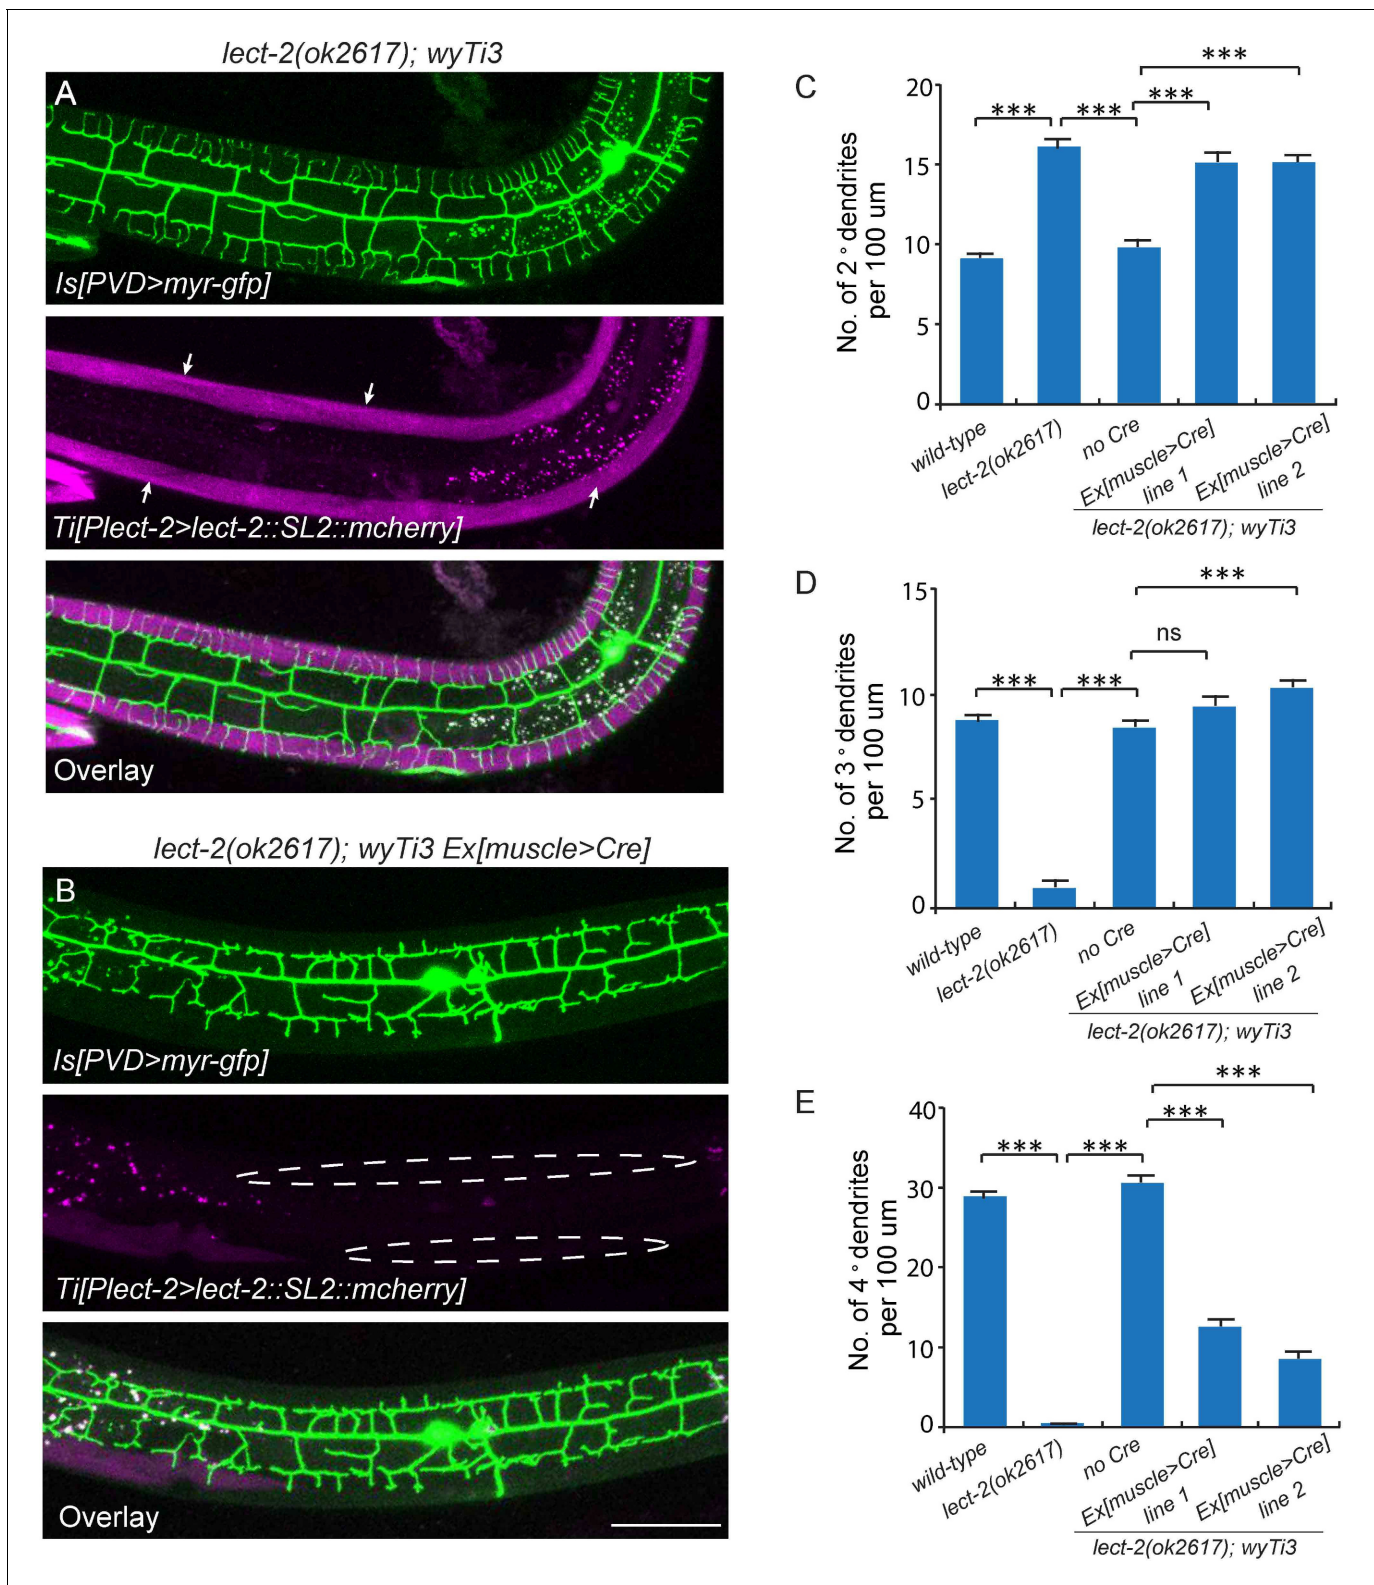 lect-2(ok2617); wyTi3
A
Is[PVD>myr-gfp]
Ti[Plect-2>lect-2::SL2::mcherry]
Overlay
lect-2(ok2617); wyTi3 Ex[muscle>Cre]
B
Is[PVD>myr-gfp]
Ti[Plect-2>lect-2::SL2::mcherry]
Overlay
C
No. of 2° dendrites
per 100 um
20
15
10
5
0
***
***
***
***
wild-type
lect-2(ok2617)
no Cre
Ex[muscle>Cre]
line 1
Ex[muscle>Cre]
line 2
lect-2(ok2617); wyTi3
D
No. of 3° dendrites
per 100 um
15
10
5
0
***
***
ns
***
wild-type
lect-2(ok2617)
no Cre
Ex[muscle>Cre]
line 1
Ex[muscle>Cre]
line 2
lect-2(ok2617); wyTi3
E
No. of 4° dendrites
per 100 um
40
30
20
10
0
***
***
***
***
wild-type
lect-2(ok2617)
no Cre
Ex[muscle>Cre]
line 1
Ex[muscle>Cre]
line 2
lect-2(ok2617); wyTi3